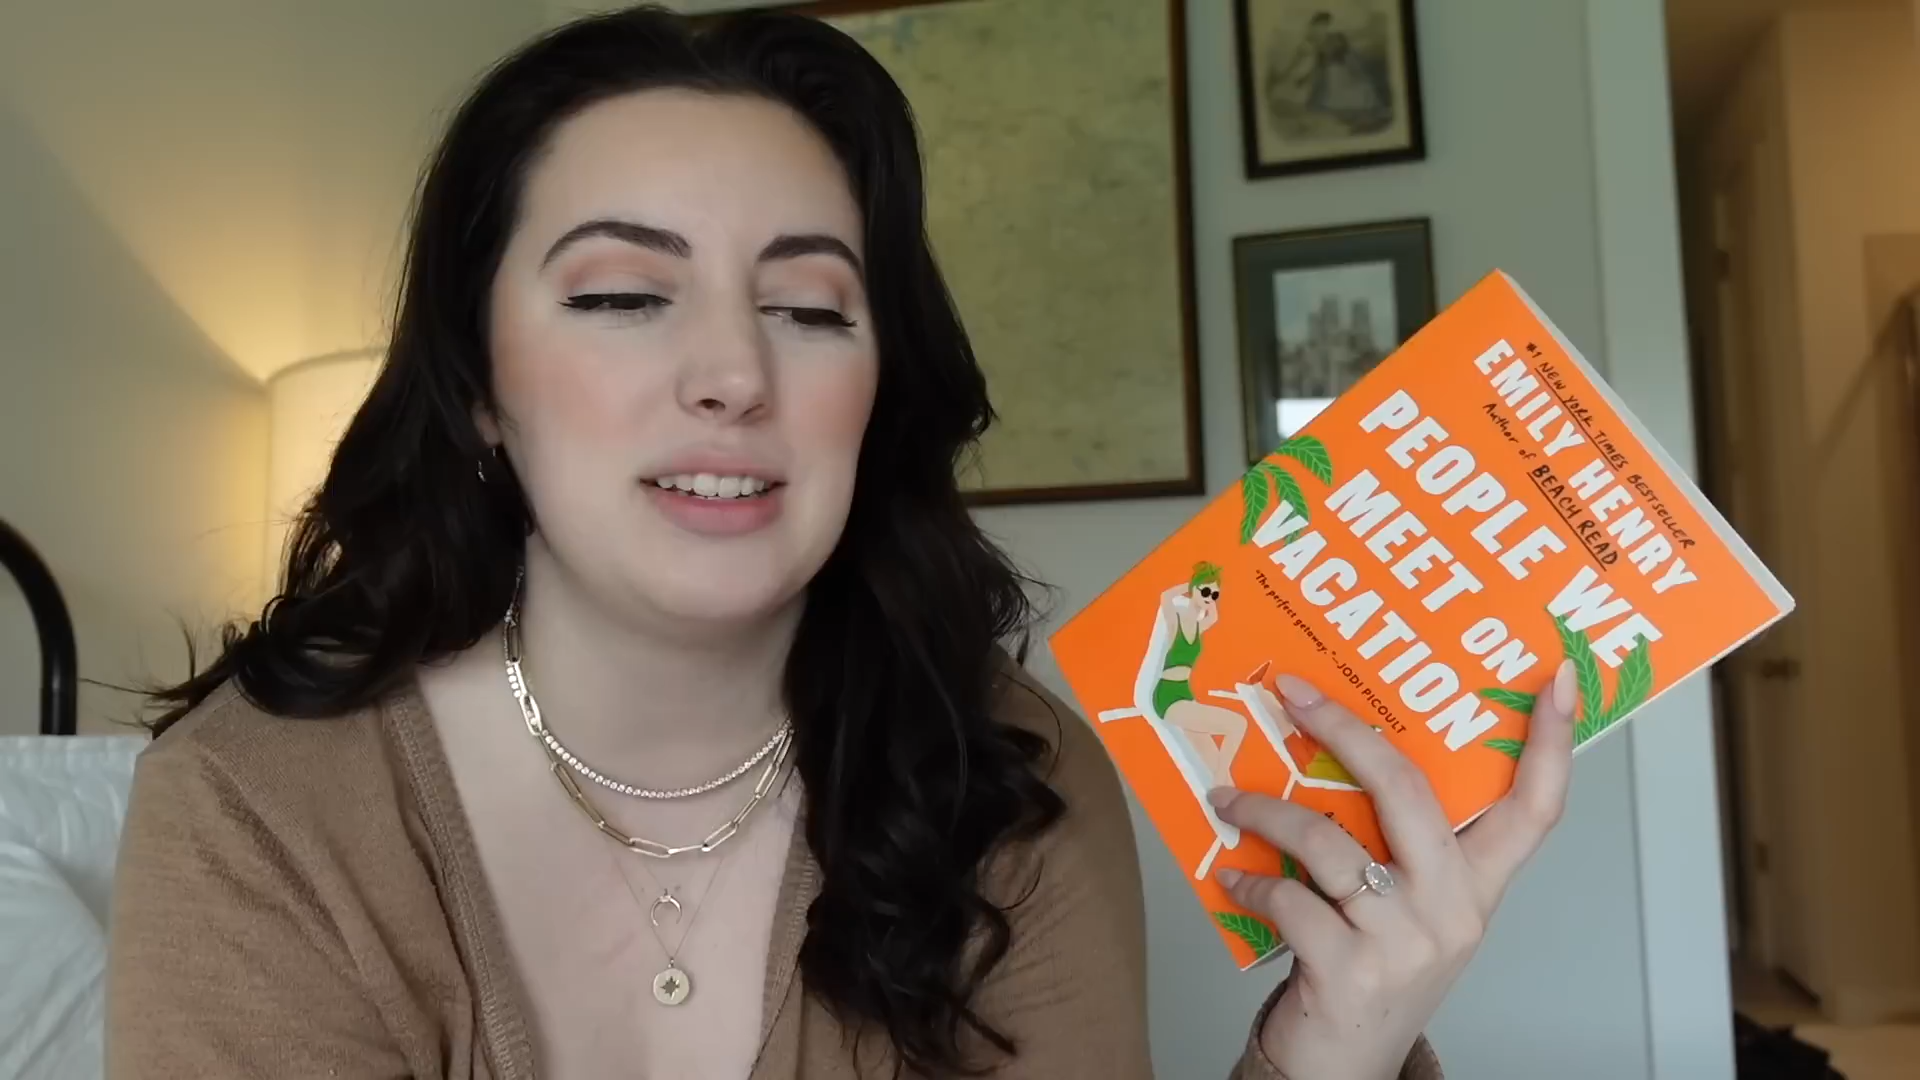 #1 NEW YORK TIMES BESTSELLER
Author of BEACH READ
EMILY HENRY
PEOPLE WE
MEET ON
VACATION
"The perfect getaway."—JODI PICOULT